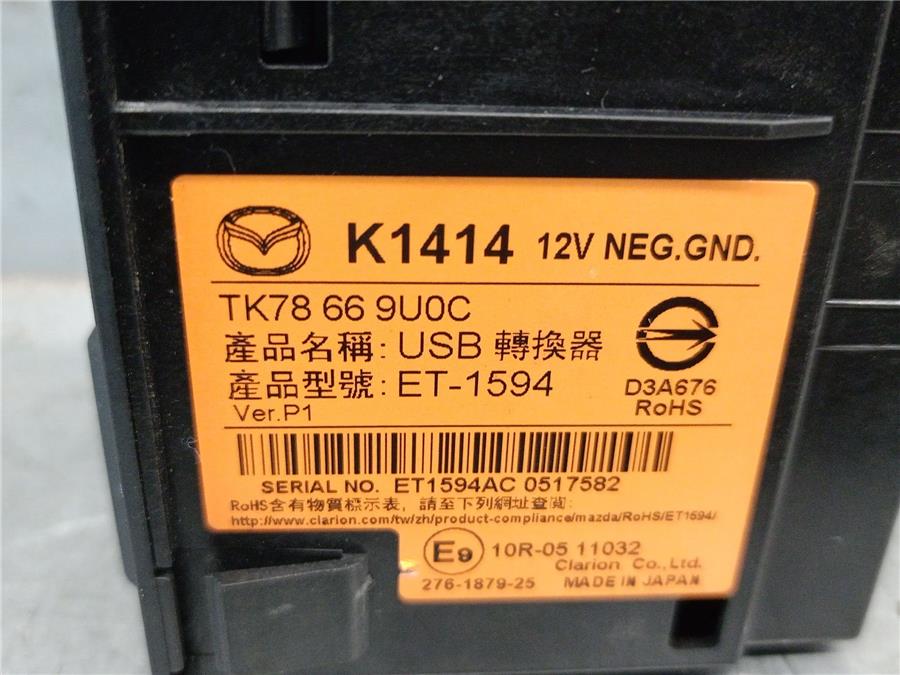 K1414 12V NEG.GND.
TK78 66 9U0C
產品名稱: USB 轉換器
產品型號: ET-1594
Ver.P1
D3A676
RoHS
SERIAL NO. ET1594AC 0517582
RoHS含有物質標示表, 請至下列網址查閱:
http://www.clarion.com/tw/zh/product-compliance/mazda/RoHS/ET1594/
E9 10R-05 11032
Clarion Co.,Ltd.
276-1879-25 MADE IN JAPAN